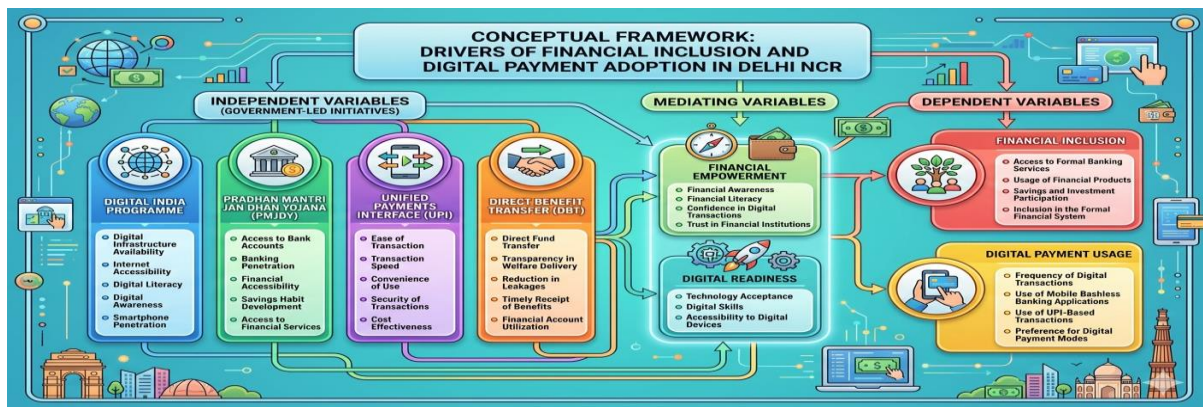 CONCEPTUAL FRAMEWORK:
DRIVERS OF FINANCIAL INCLUSION AND
DIGITAL PAYMENT ADOPTION IN DELHI NCR
INDEPENDENT VARIABLES
(GOVERNMENT-LED INITIATIVES)
MEDIATING VARIABLES
DEPENDENT VARIABLES
DIGITAL INDIA
PROGRAMME
Digital
Infrastructure
Availability
Internet
Accessibility
Digital Literacy
Digital
Awareness
Smartphone
Penetration
PRADHAN MANTRI
JAN DHAN YOJANA
(PMJDY)
Access to Bank
Accounts
Banking
Penetration
Financial
Accessibility
Savings Habit
Development
Access to
Financial Services
UNIFIED
PAYMENTS
INTERFACE (UPI)
Ease of
Transaction
Transaction
Speed
Convenience
of Use
Security of
Transactions
Cost
Effectiveness
DIRECT BENEFIT
TRANSFER (DBT)
Direct Fund
Transfer
Transparency in
Welfare Delivery
Reduction in
Leakages
Timely Receipt
of Benefits
Financial Account
Utilization
FINANCIAL
EMPOWERMENT
Financial Awareness
Financial Literacy
Confidence in Digital
Transactions
Trust in Financial Institutions
DIGITAL READINESS
Technology Acceptance
Digital Skills
Accessibility to Digital
Devices
FINANCIAL INCLUSION
Access to Formal Banking
Services
Usage of Financial Products
Savings and Investment
Participation
Inclusion in the Formal
Financial System
DIGITAL PAYMENT USAGE
Frequency of Digital
Transactions
Use of Mobile Bashless
Banking Applications
Use of UPI-Based
Transactions
Preference for Digital
Payment Modes